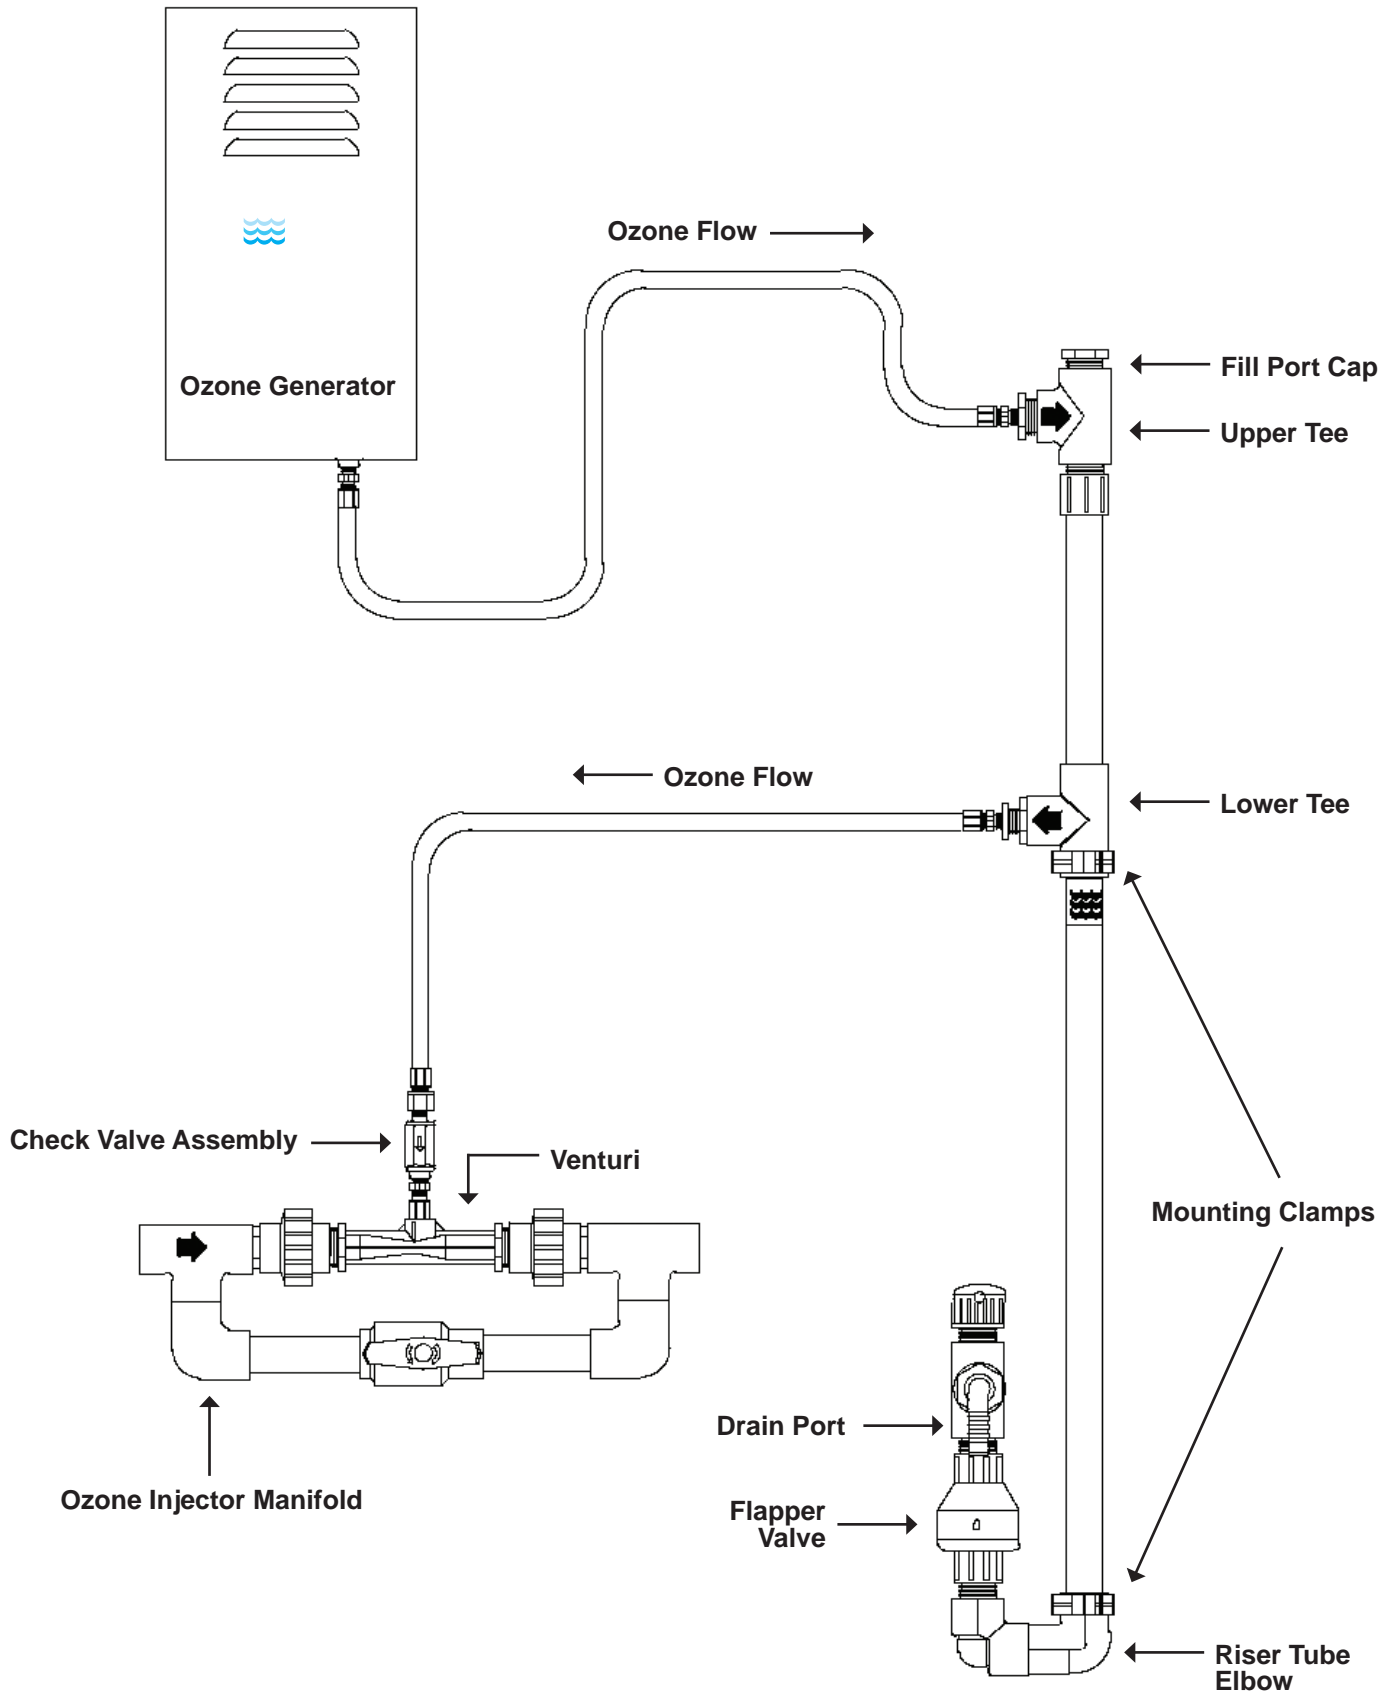 Ozone Flow
Fill Port Cap
Ozone Generator
Upper Tee
Ozone Flow
Lower Tee
Check Valve Assembly
Venturi
Mounting Clamps
Drain Port
Ozone Injector Manifold
Flapper
Valve
Riser Tube
Elbow